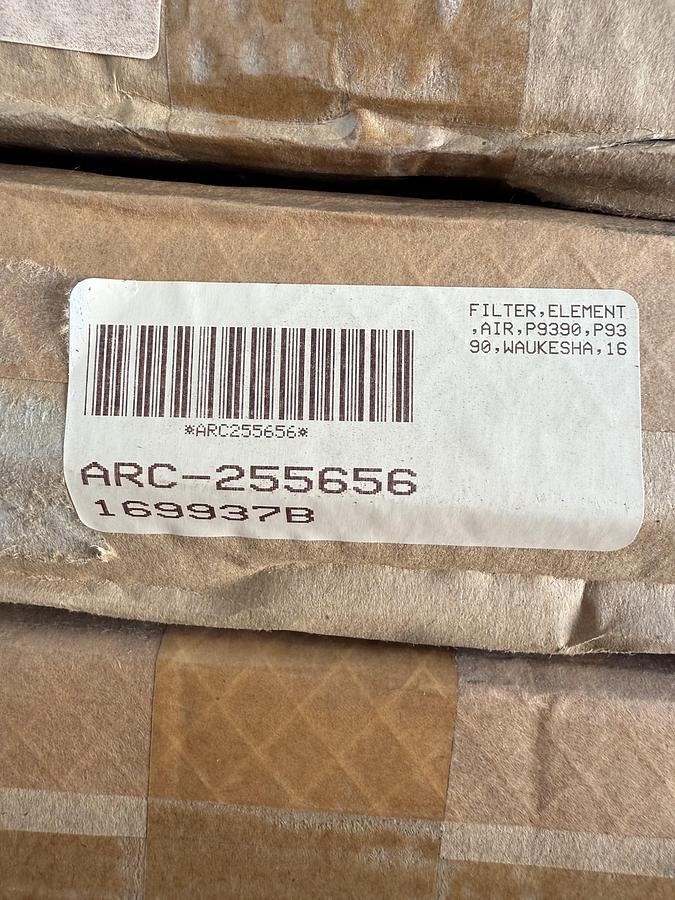 FILTER,ELEMENT
,AIR,P9390,P93
90,WAUKESHA,16
*ARC255656*
ARC-255656
169937B